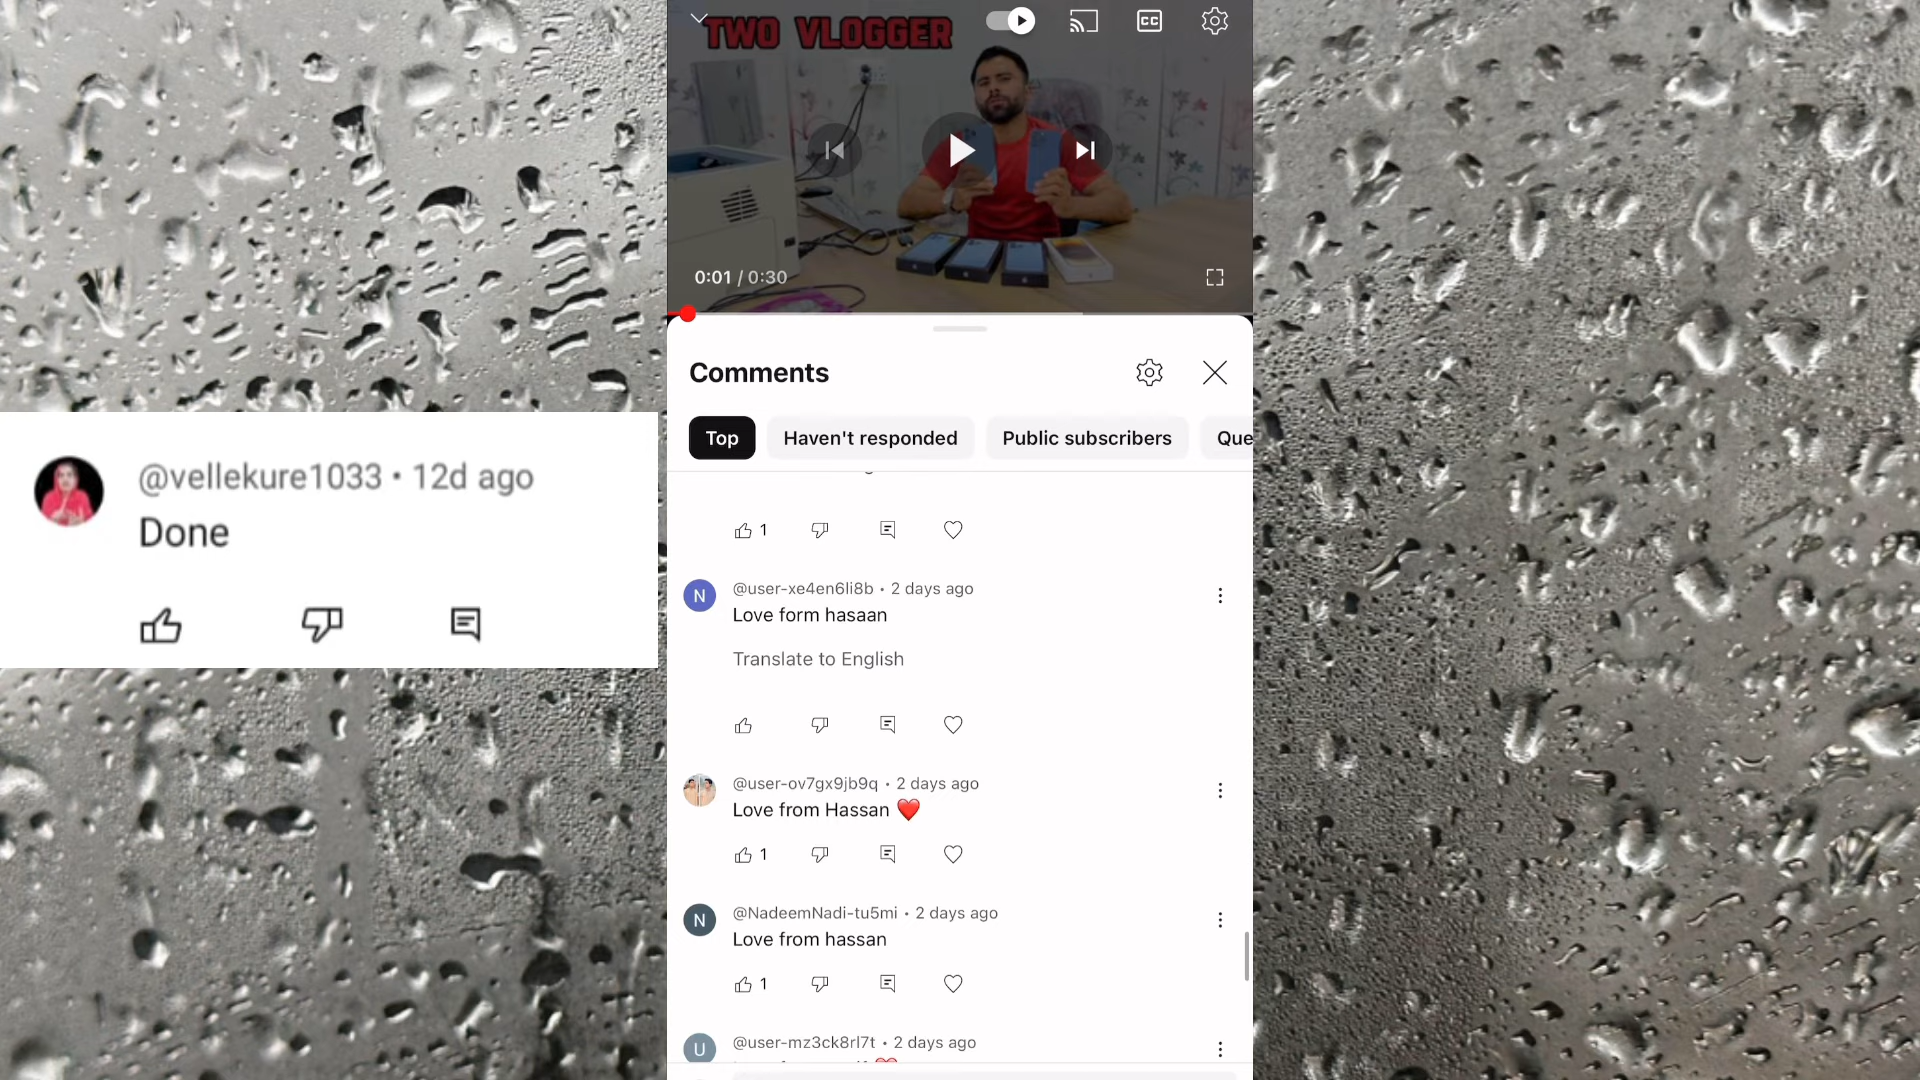 TWO VLOGGER
CC
0:01 / 0:30
Comments
Top
Haven't responded
Public subscribers
Que
@vellekure1033 • 12d ago
Done
1
@user-xe4en6li8b • 2 days ago
Love form hasaan
Translate to English
@user-ov7gx9jb9q • 2 days ago
Love from Hassan ❤️
1
N
@NadeemNadi-tu5mi • 2 days ago
Love from hassan
1
N
@user-mz3ck8rl7t • 2 days ago
U